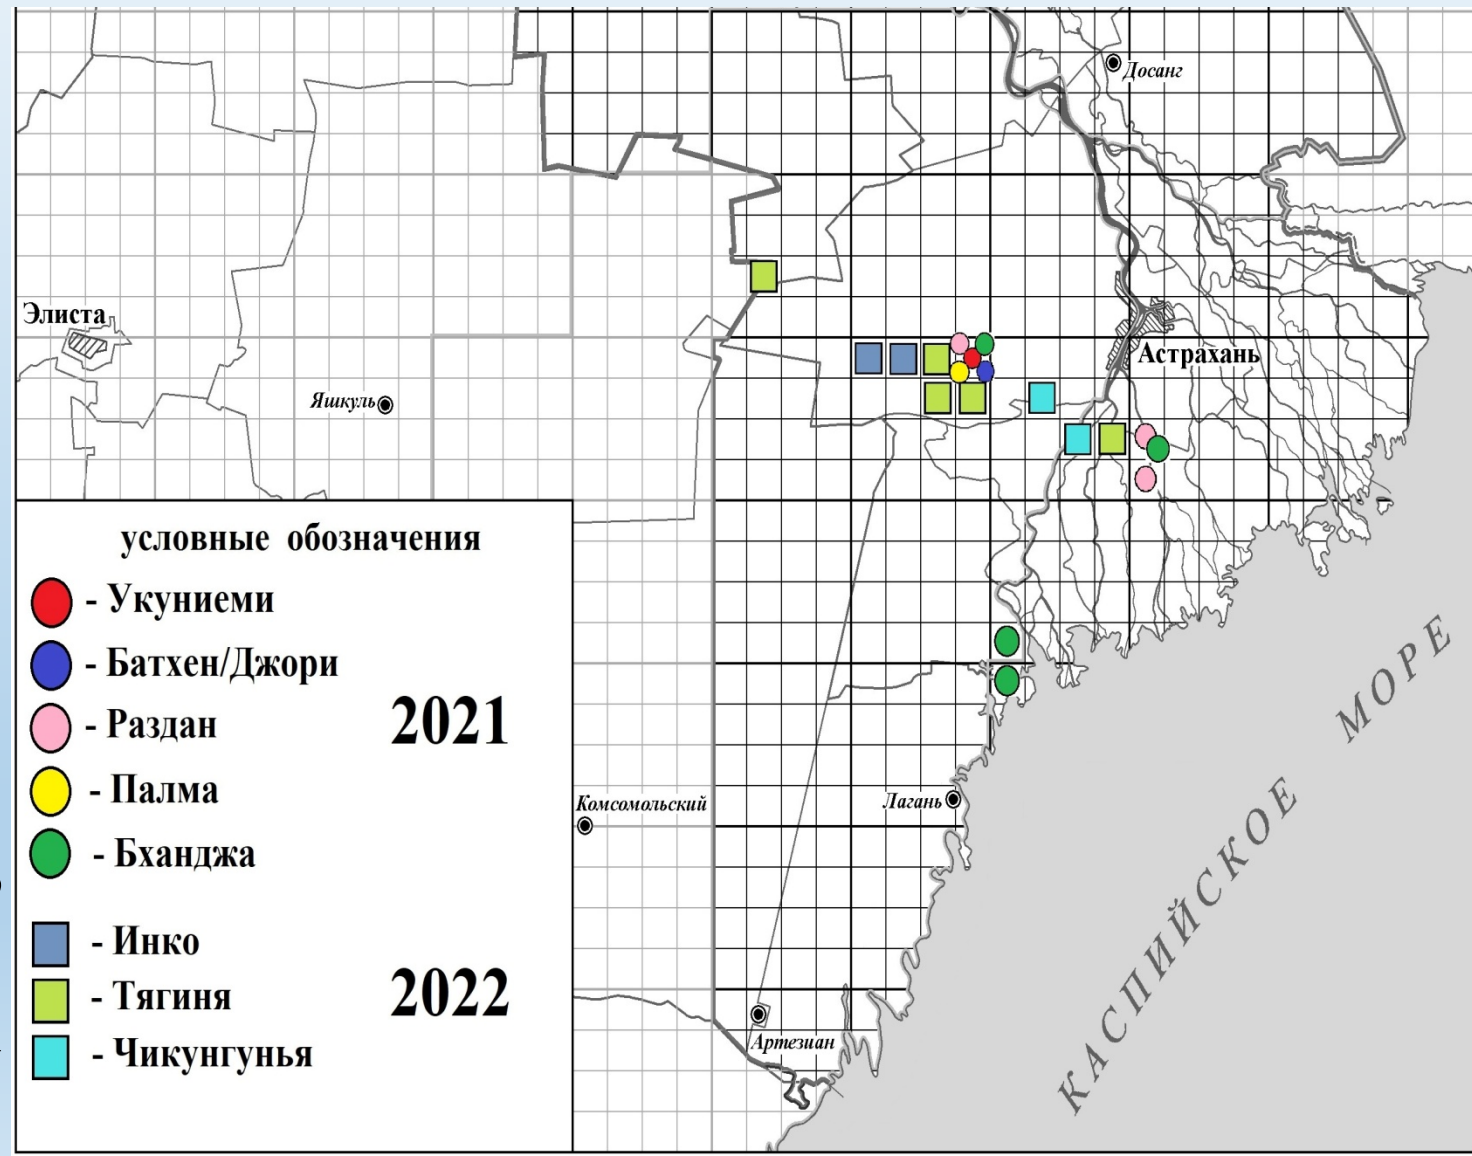 Досанг
Элиста
Астрахань
Яшкуль
условные обозначения
- Укуниеми
- Батхен/Джори
- Раздан
2021
- Палма
- Бханджа
- Инко
- Тягиня
2022
- Чикунгунья
Комсомольский
Лагань
Артезиан
КАСПИЙСКОЕ МОРЕ